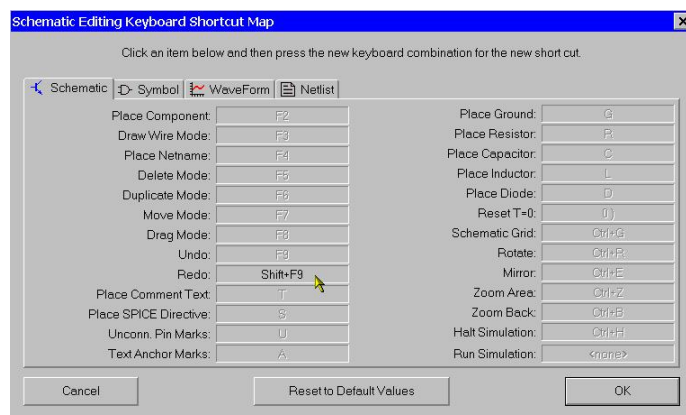 Schematic Editing Keyboard Shortcut Map
Click an item below and then press the new keyboard combination for the new short cut.
Schematic Symbol WaveForm Netlist
Place Component: F2
Draw Wire Mode: F3
Place Netname: F4
Delete Mode: F5
Duplicate Mode: F6
Move Mode: F7
Drag Mode: F8
Undo: F9
Redo: Shift+F9
Place Comment Text: T
Place SPICE Directive: S
Unconn. Pin Marks: U
Text Anchor Marks: A
Place Ground: G
Place Resistor: R
Place Capacitor: C
Place Inductor: L
Place Diode: D
Reset T=0: 0 )
Schematic Grid: Ctrl+G
Rotate: Ctrl+R
Mirror: Ctrl+E
Zoom Area: Ctrl+Z
Zoom Back: Ctrl+B
Halt Simulation: Ctrl+H
Run Simulation: <none>
Cancel Reset to Default Values OK